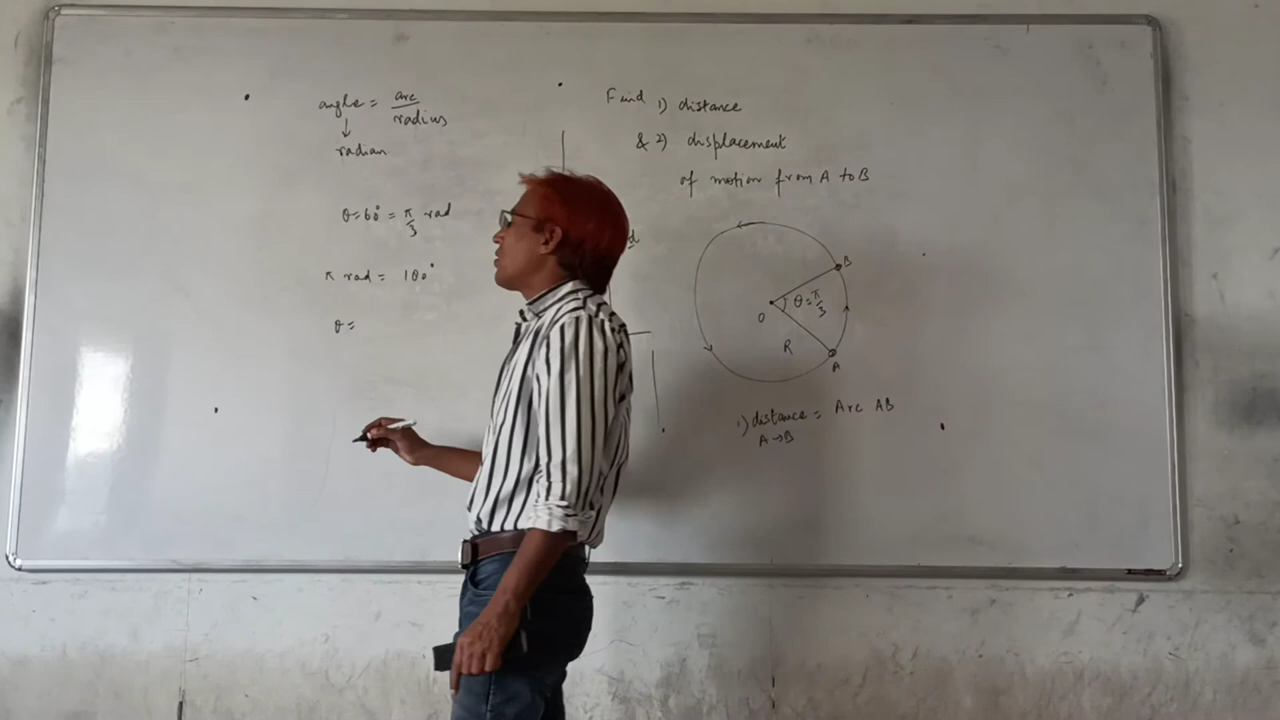 angle = arc/radius
↓
radian
θ=60° = π/3 rad
π rad = 180°
θ=
d
Find 1) distance
& 2) displacement
of motion from A to B
B
θ=π/3
O
R
A
1) distance = Arc AB
A→B